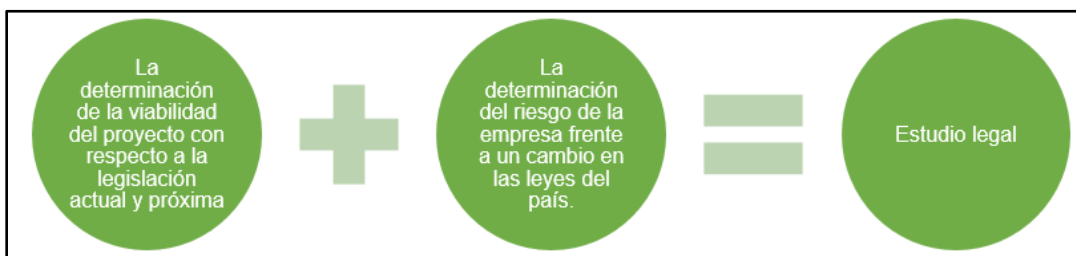 La
determinación
de la viabilidad
del proyecto con
respecto a la
legislación
actual y próxima
La
determinación
del riesgo de la
empresa frente
a un cambio en
las leyes del
país.
Estudio legal